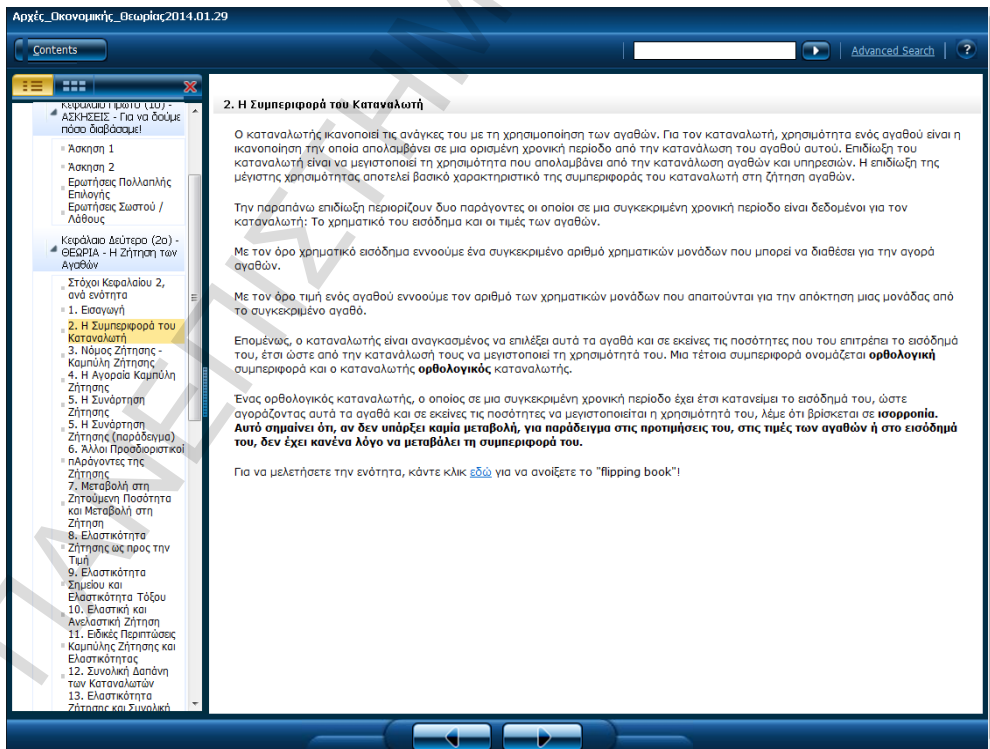 Αρχές_Οικονομικής_Θεωρίας2014.01.29
Contents
Advanced Search
?
Κεφάλαιο Πρώτο (1ο) -
ΑΣΚΗΣΕΙΣ - Για να δούμε
πόσο διαβάσαμε!
Άσκηση 1
Άσκηση 2
Ερωτήσεις Πολλαπλής
Επιλογής
Ερωτήσεις Σωστού /
Λάθους
Κεφάλαιο Δεύτερο (2ο) -
ΘΕΩΡΙΑ - Η Ζήτηση των
Αγαθών
Στόχοι Κεφαλαίου 2,
ανά ενότητα
1. Εισαγωγή
2. Η Συμπεριφορά του
Καταναλωτή
3. Νόμος Ζήτησης -
Καμπύλη Ζήτησης
4. Η Αγοραία Καμπύλη
Ζήτησης
5. Η Συνάρτηση
Ζήτησης
5. Η Συνάρτηση
Ζήτησης (παράδειγμα)
6. Άλλοι Προσδιοριστικοί
πΑράγοντες της
Ζήτησης
7. Μεταβολή στη
Ζητούμενη Ποσότητα
και Μεταβολή στη
Ζήτηση
8. Ελαστικότητα
Ζήτησης ως προς την
Τιμή
9. Ελαστικότητα
Σημείου και
Ελαστικότητα Τόξου
10. Ελαστική και
Ανελαστική Ζήτηση
11. Ειδικές Περιπτώσεις
Καμπύλης Ζήτησης και
Ελαστικότητας
12. Συνολική Δαπάνη
των Καταναλωτών
13. Ελαστικότητα
Ζήτησης και Συνολική
2. Η Συμπεριφορά του Καταναλωτή
Ο καταναλωτής ικανοποιεί τις ανάγκες του με τη χρησιμοποίηση των αγαθών. Για τον καταναλωτή, χρησιμότητα ενός αγαθού είναι η
ικανοποίηση την οποία απολαμβάνει σε μια ορισμένη χρονική περίοδο από την κατανάλωση του αγαθού αυτού. Επιδίωξη του
καταναλωτή είναι να μεγιστοποιεί τη χρησιμότητα που απολαμβάνει από την κατανάλωση αγαθών και υπηρεσιών. Η επιδίωξη της
μέγιστης χρησιμότητας αποτελεί βασικό χαρακτηριστικό της συμπεριφοράς του καταναλωτή στη ζήτηση αγαθών.
Την παραπάνω επιδίωξη περιορίζουν δυο παράγοντες οι οποίοι σε μια συγκεκριμένη χρονική περίοδο είναι δεδομένοι για τον
καταναλωτή: Το χρηματικό του εισόδημα και οι τιμές των αγαθών.
Με τον όρο χρηματικό εισόδημα εννοούμε ένα συγκεκριμένο αριθμό χρηματικών μονάδων που μπορεί να διαθέσει για την αγορά
αγαθών.
Με τον όρο τιμή ενός αγαθού εννοούμε τον αριθμό των χρηματικών μονάδων που απαιτούνται για την απόκτηση μιας μονάδας από
το συγκεκριμένο αγαθό.
Επομένως, ο καταναλωτής είναι αναγκασμένος να επιλέξει αυτά τα αγαθά και σε εκείνες τις ποσότητες που του επιτρέπει το εισόδημά
του, έτσι ώστε από την κατανάλωσή τους να μεγιστοποιεί τη χρησιμότητά του. Μια τέτοια συμπεριφορά ονομάζεται ορθολογική
συμπεριφορά και ο καταναλωτής ορθολογικός καταναλωτής.
Ένας ορθολογικός καταναλωτής, ο οποίος σε μια συγκεκριμένη χρονική περίοδο έχει έτσι κατανείμει το εισόδημά του, ώστε
αγοράζοντας αυτά τα αγαθά και σε εκείνες τις ποσότητες να μεγιστοποιείται η χρησιμότητά του, λέμε ότι βρίσκεται σε ισορροπία.
Αυτό σημαίνει ότι, αν δεν υπάρξει καμία μεταβολή, για παράδειγμα στις προτιμήσεις του, στις τιμές των αγαθών ή στο εισόδημά
του, δεν έχει κανένα λόγο να μεταβάλει τη συμπεριφορά του.
Για να μελετήσετε την ενότητα, κάντε κλικ εδώ για να ανοίξετε το "flipping book"!